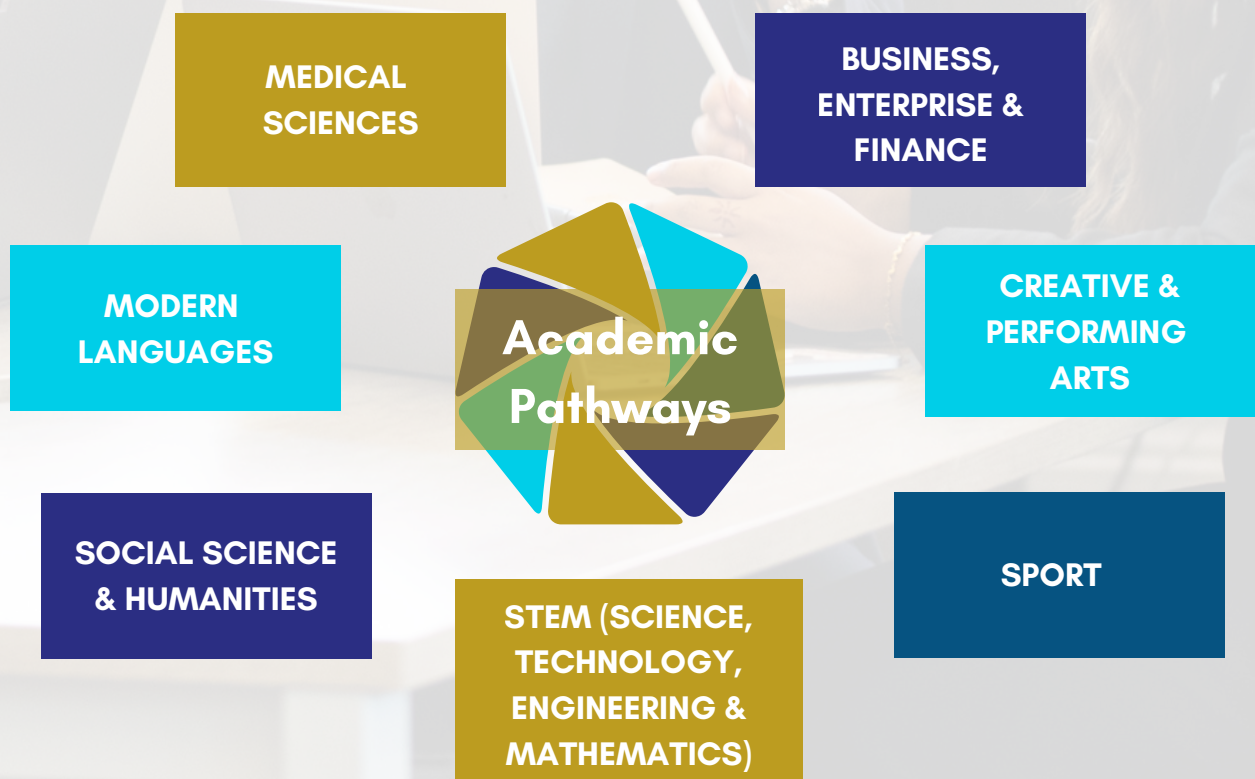 MEDICAL
SCIENCES
BUSINESS,
ENTERPRISE &
FINANCE
MODERN
LANGUAGES
Academic
Pathways
CREATIVE &
PERFORMING
ARTS
SOCIAL SCIENCE
& HUMANITIES
STEM (SCIENCE,
TECHNOLOGY,
ENGINEERING &
MATHEMATICS)
SPORT